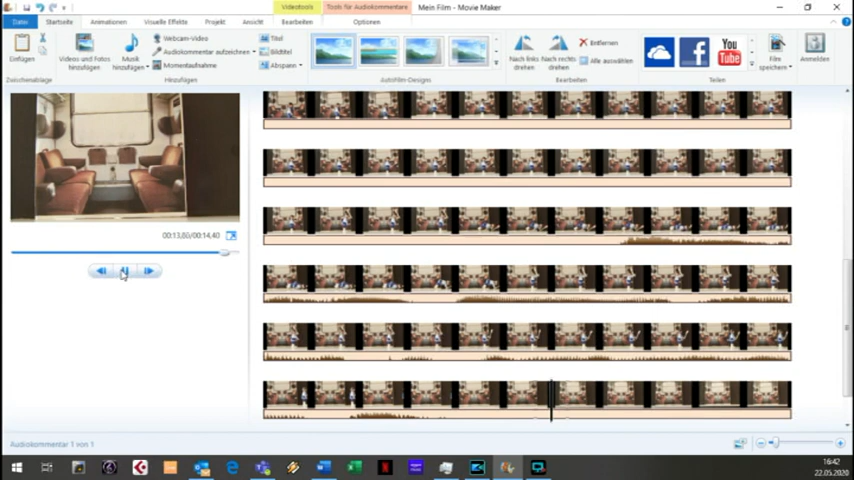 Videotools
Tools für Audiokommentare
Mein Film - Movie Maker
Datei
Startseite
Animationen
Visuelle Effekte
Projekt
Ansicht
Bearbeiten
Optionen
Einfügen
Zwischenablage
Videos und Fotos hinzufügen
Musik hinzufügen
Webcam-Video
Audiokommentar aufzeichnen
Momentaufnahme
Titel
Bildtitel
Abspann
Hinzufügen
AutoFilm-Designs
Nach links drehen
Nach rechts drehen
Entfernen
Alle auswählen
Bearbeiten
You
Tube
Teilen
Film speichern
Anmelden
00:13,80/00:14,40
Audiokommentar 1 von 1
16:42
22.05.2020